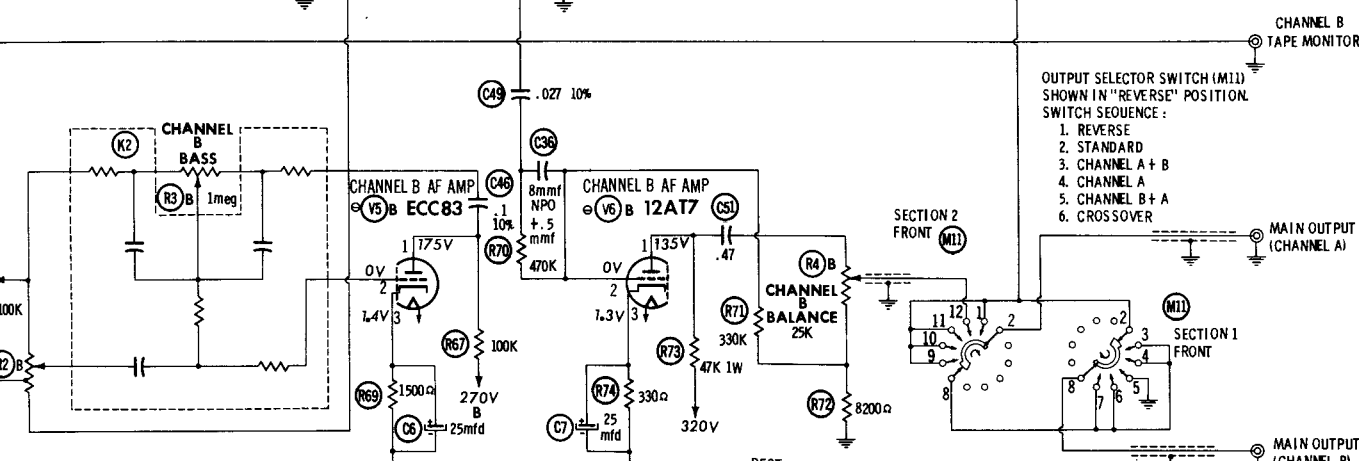 CHANNEL B
TAPE MONITOR
OUTPUT SELECTOR SWITCH (M11)
SHOWN IN "REVERSE" POSITION.
SWITCH SEQUENCE :
1. REVERSE
2. STANDARD
3. CHANNEL A + B
4. CHANNEL A
5. CHANNEL B + A
6. CROSSOVER
C49 .027 10%
K2
CHANNEL
B
BASS
R3 B 1meg
C36
8mmf
NPO
+.5
mmf
CHANNEL B AF AMP
⊖ V5 B ECC83
C46
.1
10%
R70
470K
CHANNEL B AF AMP
⊖ V6 B 12AT7
C51
.47
1 175V
0V
2
1.4V 3
1 135V
0V
2
1.3V 3
R4 B
CHANNEL
B
BALANCE
25K
SECTION 2
FRONT M11
MAIN OUTPUT
(CHANNEL A)
12 1 2
11
10
9
8
M11
SECTION 1
FRONT
2
3
4
5
6
7
8
100K
B
R67 100K
270V
B
R69 1500Ω
C6 25mfd
R71
330K
R73
47K 1W
320V
R74 330Ω
C7 25
mfd
R72 8200Ω
MAIN OUTPUT